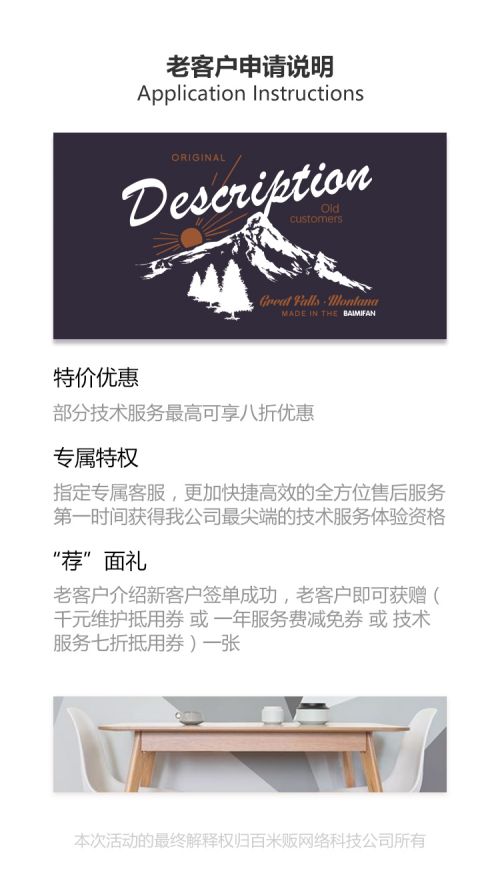 老客户申请说明
Application Instructions
ORIGINAL
Description
Old
customers
Great Falls · Montana
MADE IN THE BAIMIFAN
特价优惠
部分技术服务最高可享八折优惠
专属特权
指定专属客服，更加快捷高效的全方位售后服务
第一时间获得我公司最尖端的技术服务体验资格
“荐”面礼
老客户介绍新客户签单成功，老客户即可获赠（
千元维护抵用券 或 一年服务费减免券 或 技术
服务七折抵用券）一张
本次活动的最终解释权归百米贩网络科技公司所有